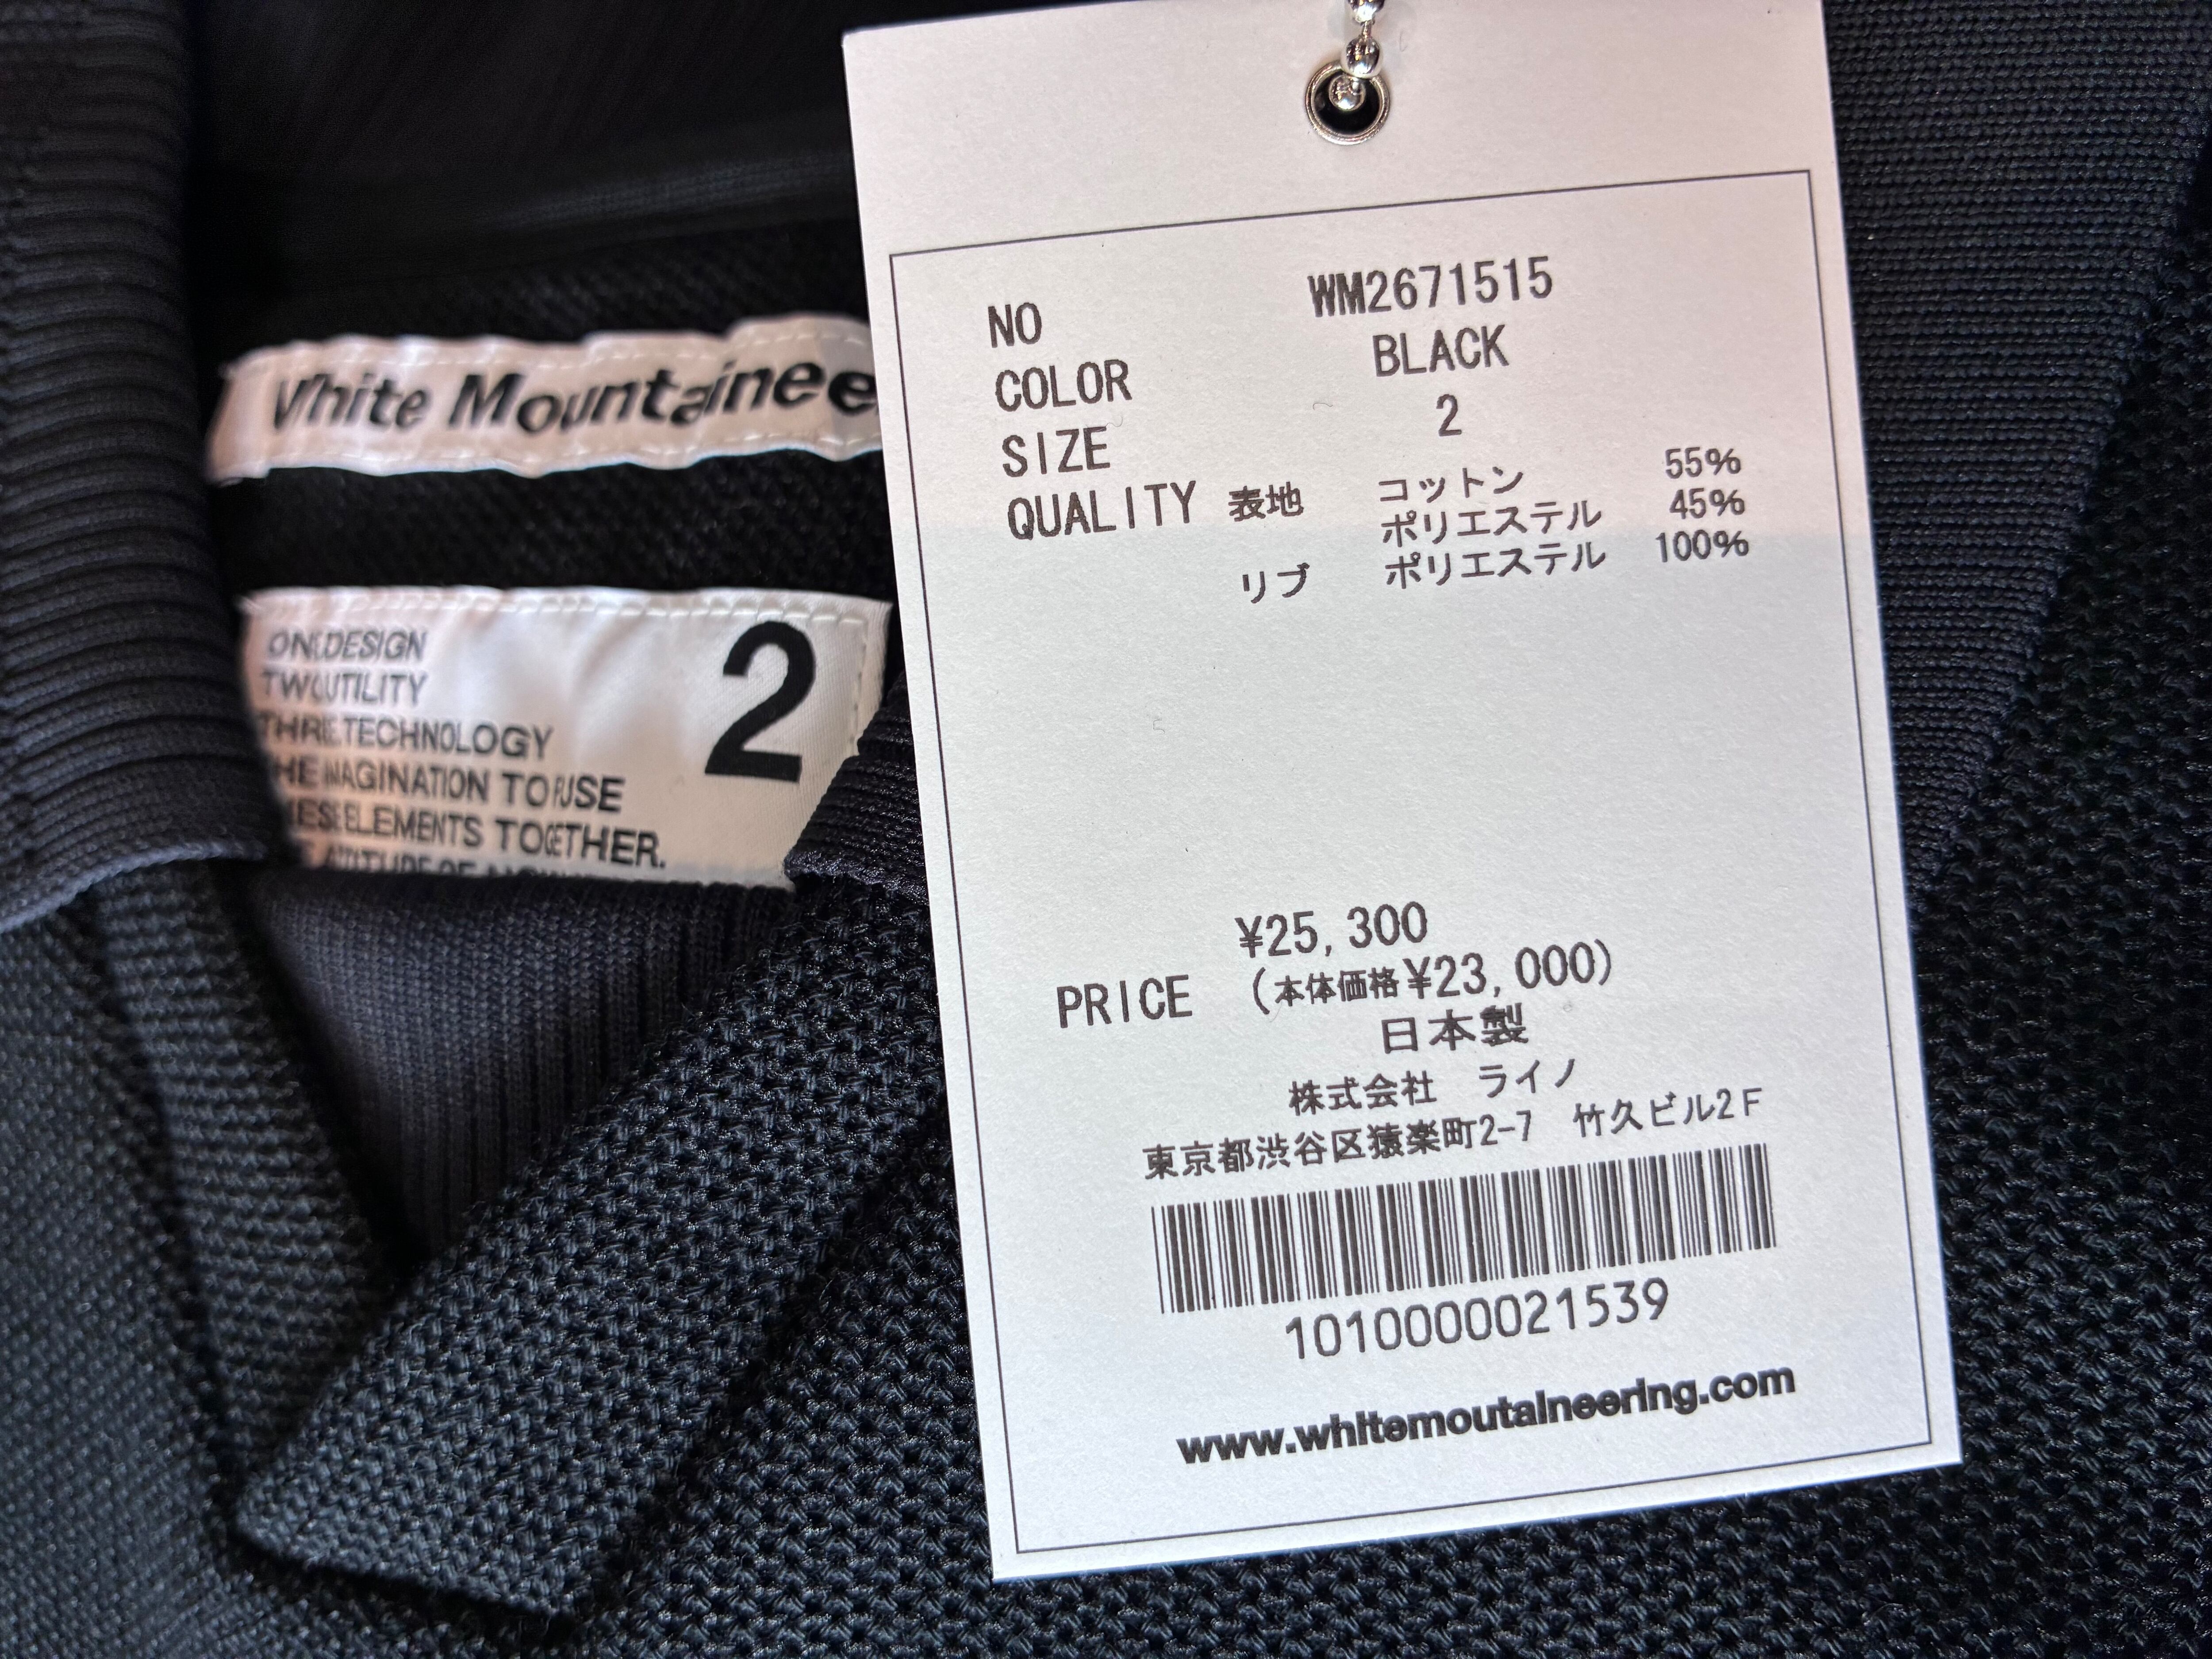 White Mountainee
2
ONE DESIGN
TWO UTILITY
TECHNOLOGY
IMAGINATION TO FUSE
ELEMENTS TOGETHER.
NO WM2671515
COLOR BLACK
SIZE 2
QUALITY 表地 コットン 55%
ポリエステル 45%
リブ ポリエステル 100%
¥25,300
PRICE (本体価格¥23,000)
日本製
株式会社 ライノ
東京都渋谷区猿楽町2-7 竹久ビル2F
1010000021539
www.whitemoutaineering.com